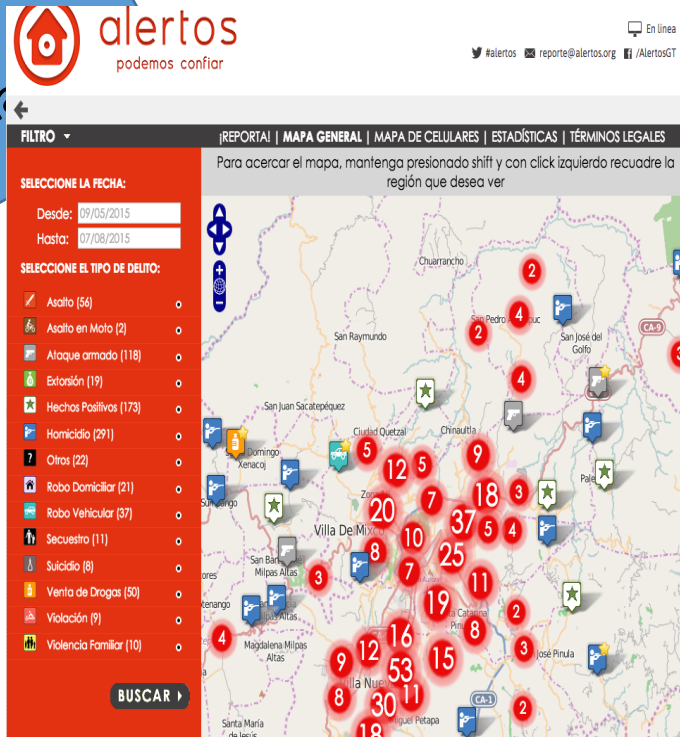 alertos
podemos confiar
En linea
#alertos reporte@alertos.org /AlertosGT
FILTRO
¡REPORTA! | MAPA GENERAL | MAPA DE CELULARES | ESTADÍSTICAS | TÉRMINOS LEGALES
Para acercar el mapa, mantenga presionado shift y con click izquierdo recuadre la
región que desea ver
SELECCIONE LA FECHA:
Desde: 09/05/2015
Hasta: 07/08/2015
SELECCIONE EL TIPO DE DELITO:
Asalto (56)
Asalto en Moto (2)
Ataque armado (118)
Extorsión (19)
Hechos Positivos (173)
Homicidio (291)
Otros (22)
Robo Domiciliar (21)
Robo Vehicular (37)
Secuestro (11)
Suicidio (8)
Venta de Drogas (50)
Violación (9)
Violencia Familiar (10)
BUSCAR
Chuarrancho
2
San Pedro
4
2
San Raymundo
San José del
Golfo
CA-9
3
4
San Juan Sacatepéquez
Ciudad Quetzal
Chinautla
5
12
5
9
Domingo
Xenacoj
20
7
18
3
Villa De Mixco
10
37
5
4
8
25
Milpas Altas
3
7
11
19
2
Santa Catarina
8
4
16
Magdalena Milpas
Altas
9
12
53
15
3
José Pinula
8
30
11
CA-1
2
Santa María
de Jesús
18